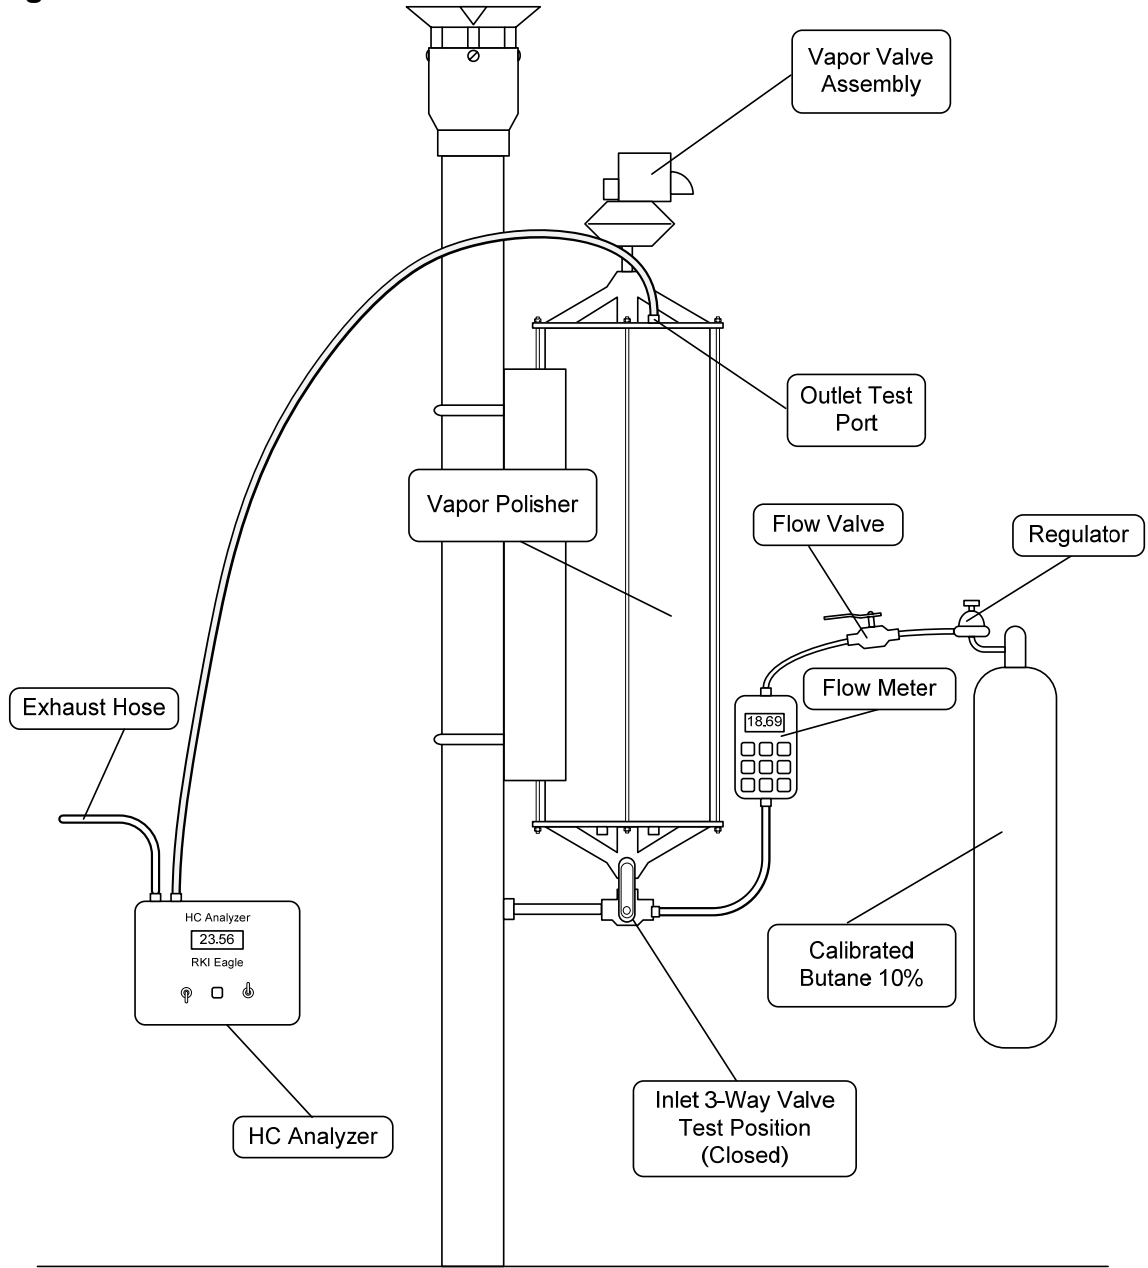 Vapor Valve
Assembly
Outlet Test
Port
Vapor Polisher
Flow Valve
Regulator
Exhaust Hose
Flow Meter
18.69
HC Analyzer
23.56
RKI Eagle
Calibrated
Butane 10%
Inlet 3-Way Valve
Test Position
(Closed)
HC Analyzer